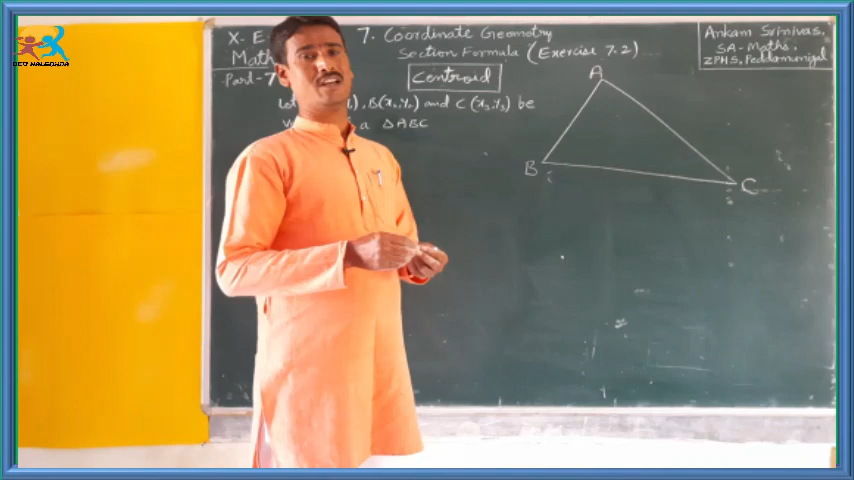 DEO NALGONDA
X- E.
7. Coordinate Geometry
Math
Section Formula (Exercise 7.2)
Part-7
Centroid
Ankam Srinivas,
SA-Maths,
ZPHS, Peddamunigal
Let , B(x₂,y₂) and C (x₃,y₃) be
a ΔABC
A
B
C